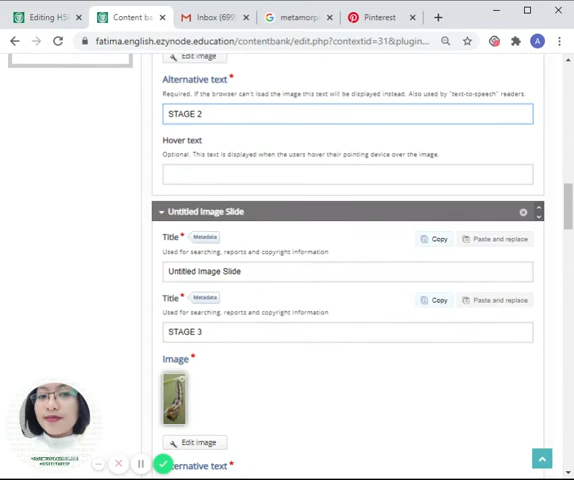 Editing H5P
Content ba
Inbox (699
metamorp
Pinterest
fatima.english.ezynode.education/contentbank/edit.php?contextid=31&plugin
A
Edit image
Alternative text *
Required. If the browser can't load the image this text will be displayed instead. Also used by "text-to-speech" readers.
STAGE 2
Hover text
Optional. This text is displayed when the users hover their pointing device over the image.
Untitled Image Slide
Title * Metadata Copy Paste and replace
Used for searching, reports and copyright information
Untitled Image Slide
Title * Metadata Copy Paste and replace
Used for searching, reports and copyright information
STAGE 3
Image *
Edit image
Alternative text *